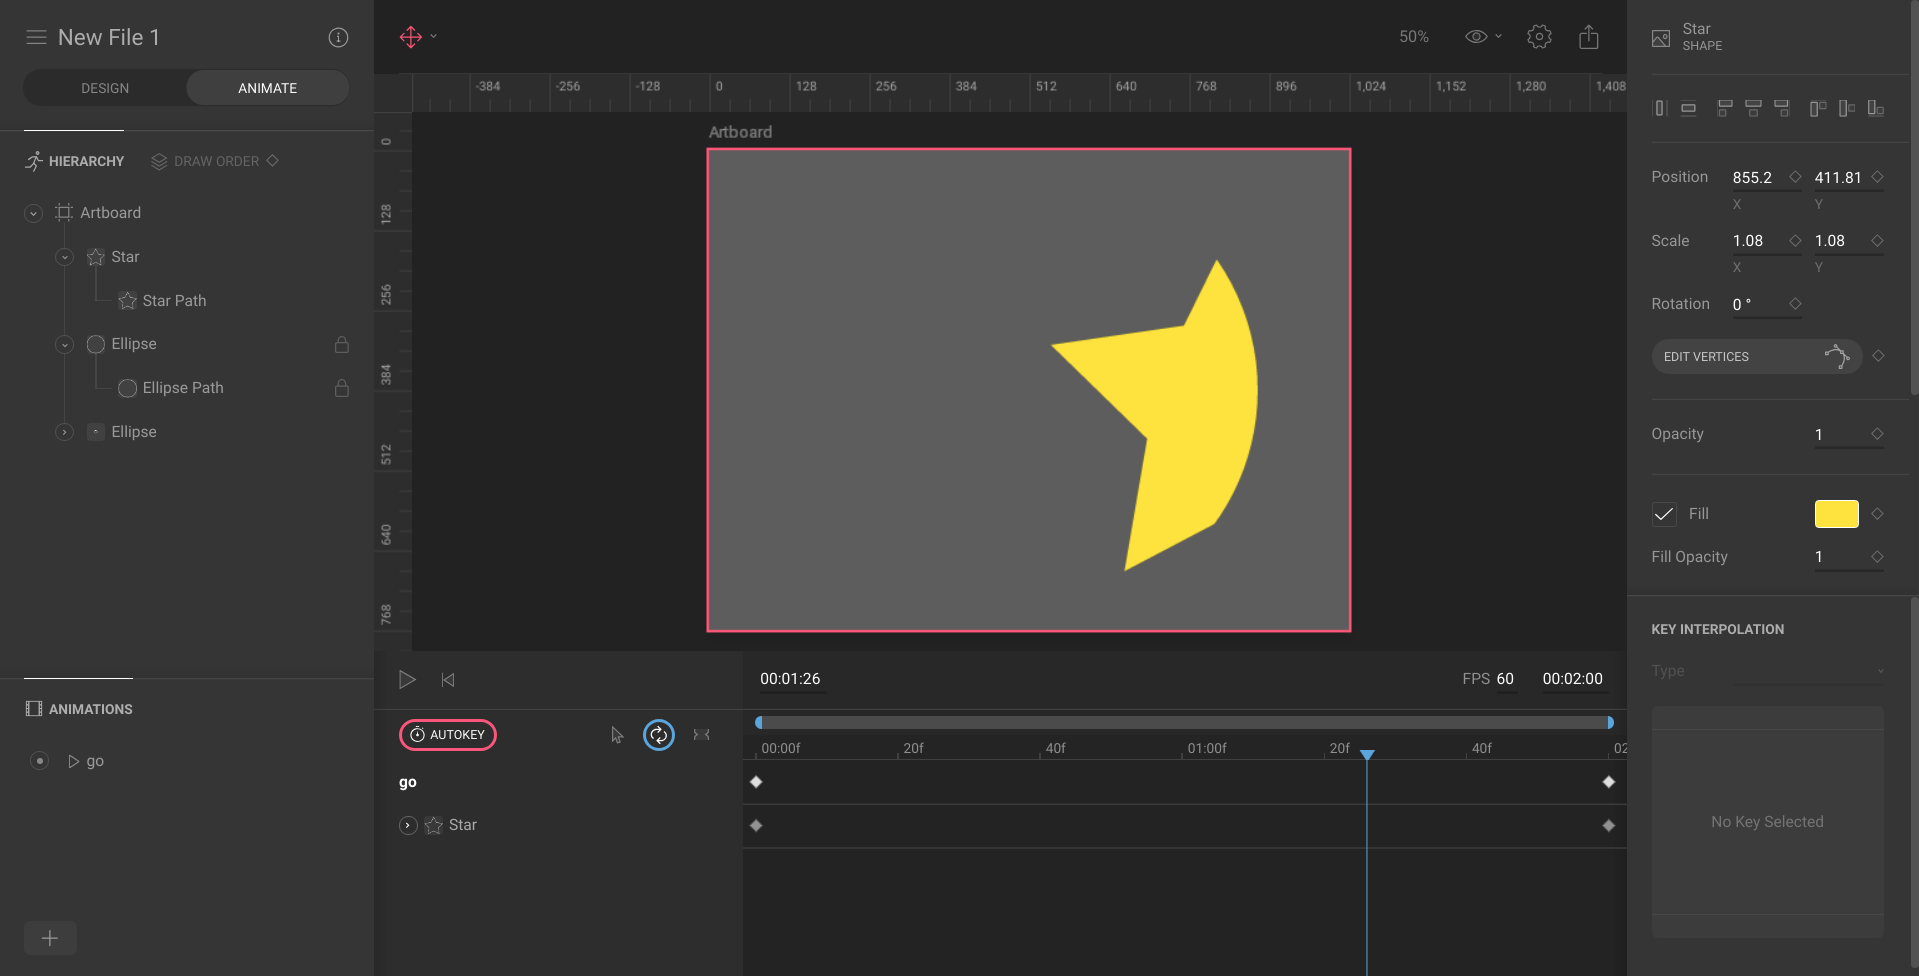 New File 1
DESIGN
ANIMATE
HIERARCHY
DRAW ORDER
Artboard
Star
Star Path
Ellipse
Ellipse Path
Ellipse
ANIMATIONS
go
50%
-384 -256 -128 0 128 256 384 512 640 768 896 1,024 1,152 1,280 1,408
0
128
256
384
512
640
768
Artboard
00:01:26
FPS 60
00:02:00
AUTOKEY
00:00f 20f 40f 01:00f 20f 40f 02
go
Star
Star
SHAPE
Position 855.2 411.81
X Y
Scale 1.08 1.08
X Y
Rotation 0 °
EDIT VERTICES
Opacity 1
Fill
Fill Opacity 1
KEY INTERPOLATION
Type
No Key Selected